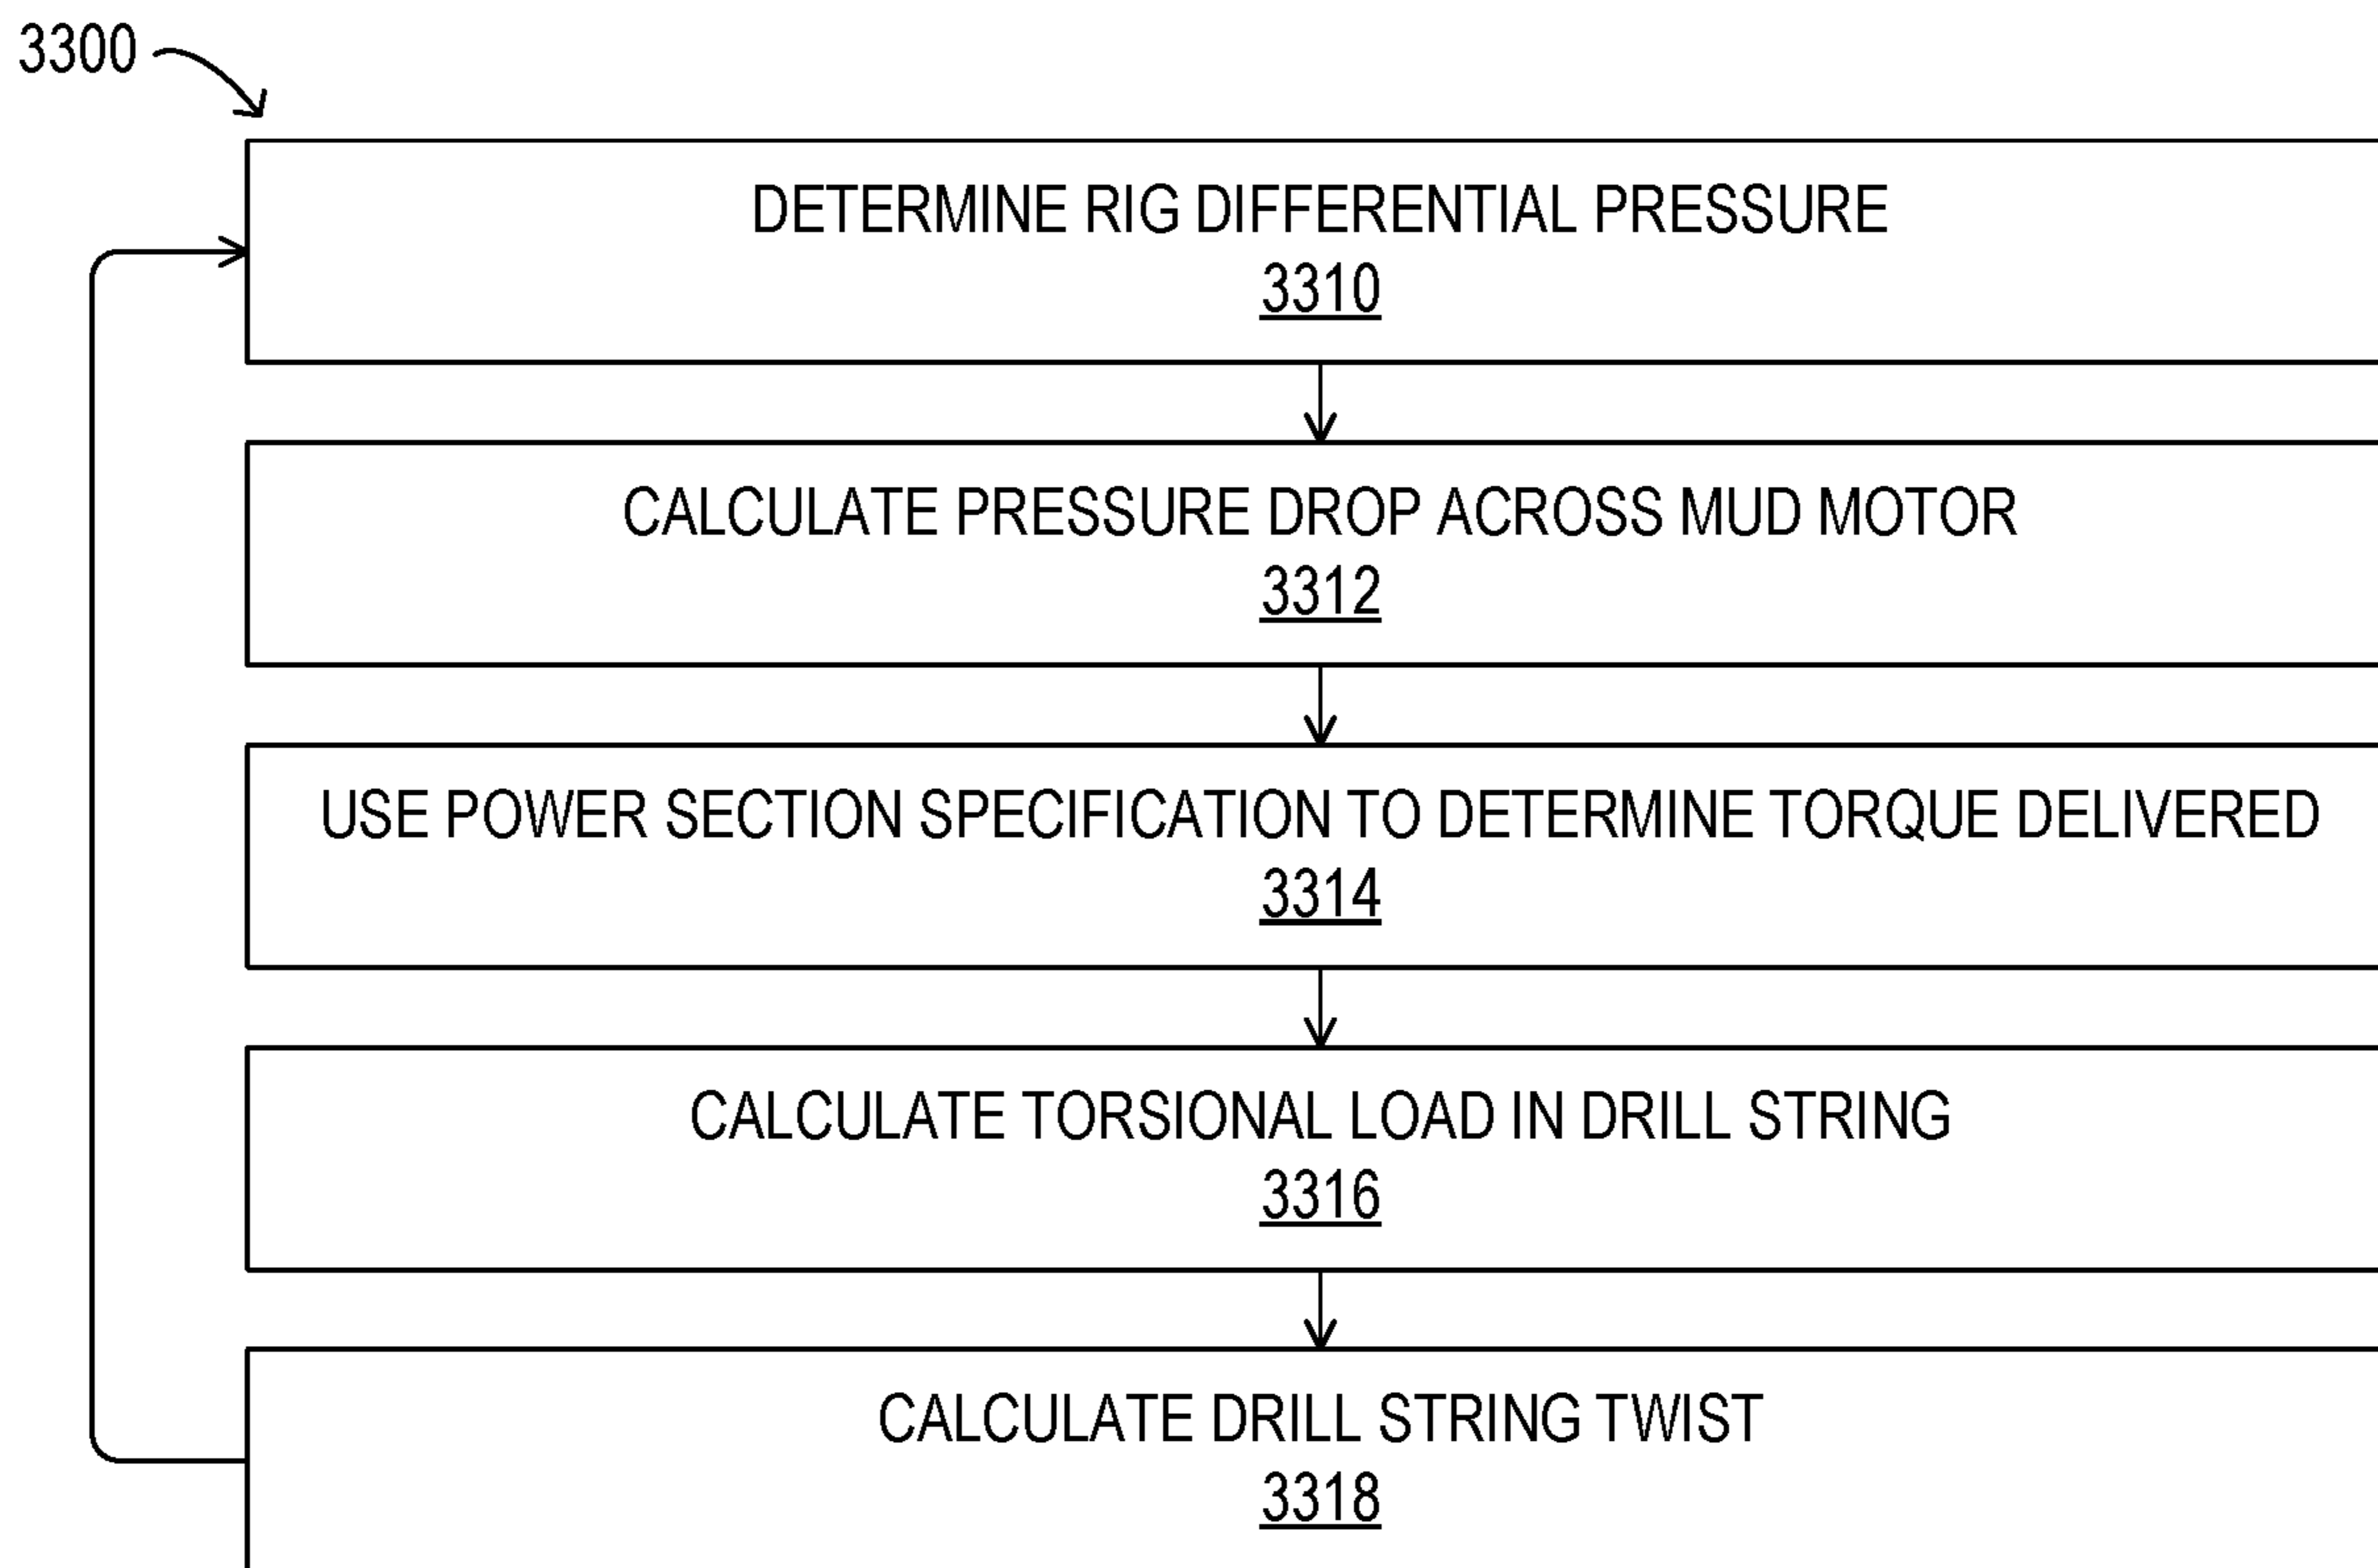 3300
DETERMINE RIG DIFFERENTIAL PRESSURE
3310
CALCULATE PRESSURE DROP ACROSS MUD MOTOR
3312
USE POWER SECTION SPECIFICATION TO DETERMINE TORQUE DELIVERED
3314
CALCULATE TORSIONAL LOAD IN DRILL STRING
3316
CALCULATE DRILL STRING TWIST
3318